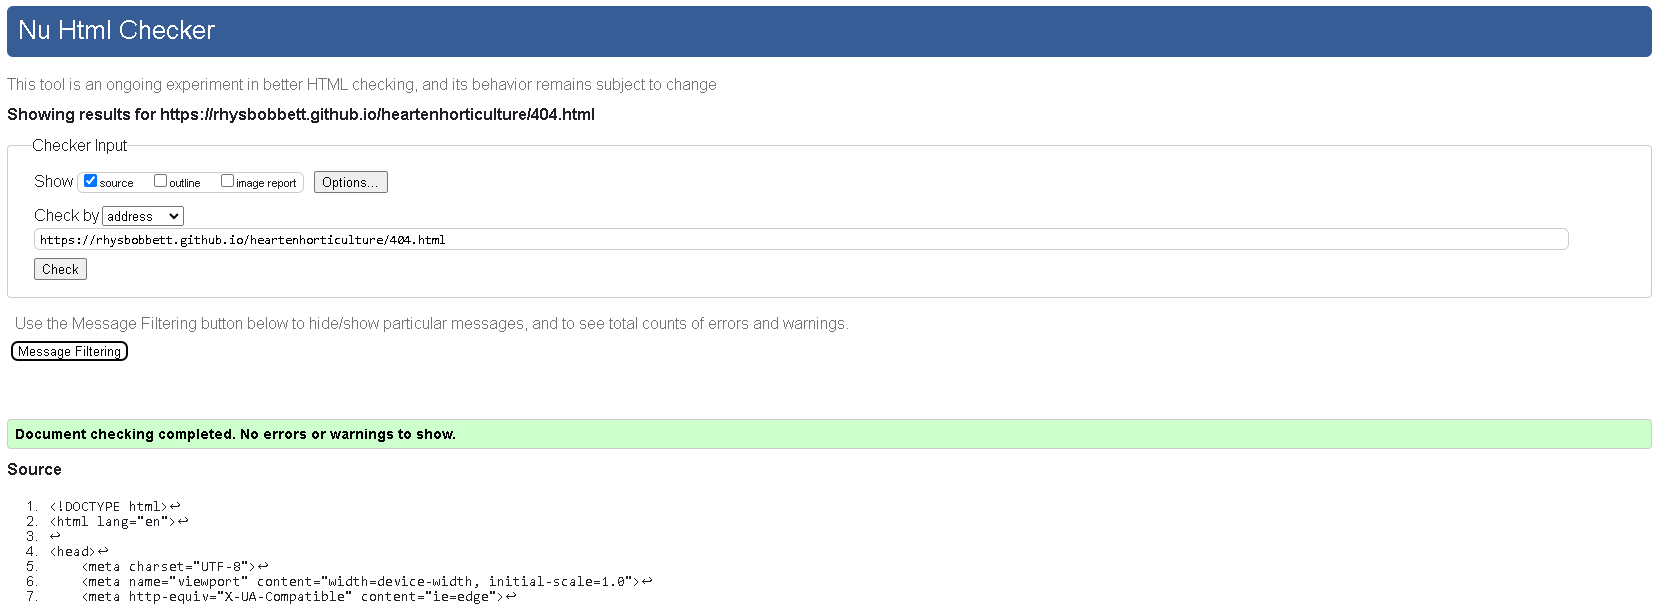 Nu Html Checker
This tool is an ongoing experiment in better HTML checking, and its behavior remains subject to change
Showing results for https://rhysbobbett.github.io/heartenhorticulture/404.html
Checker Input
Show source outline image report Options...
Check by address
https://rhysbobbett.github.io/heartenhorticulture/404.html
Check
Use the Message Filtering button below to hide/show particular messages, and to see total counts of errors and warnings.
Message Filtering
Document checking completed. No errors or warnings to show.
Source
1. <!DOCTYPE html>↩
2. <html lang="en">↩
3. ↩
4. <head>↩
5. <meta charset="UTF-8">↩
6. <meta name="viewport" content="width=device-width, initial-scale=1.0">↩
7. <meta http-equiv="X-UA-Compatible" content="ie=edge">↩